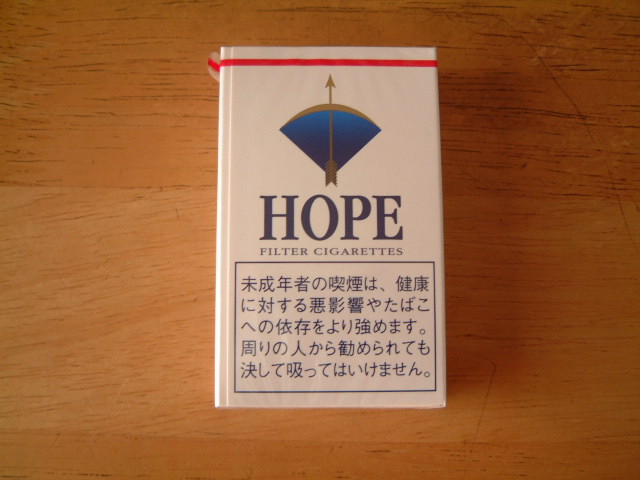 HOPE
FILTER CIGARETTES
未成年者の喫煙は、健康
に対する悪影響やたばこ
への依存をより強めます。
周りの人から勧められても
決して吸ってはいけません。